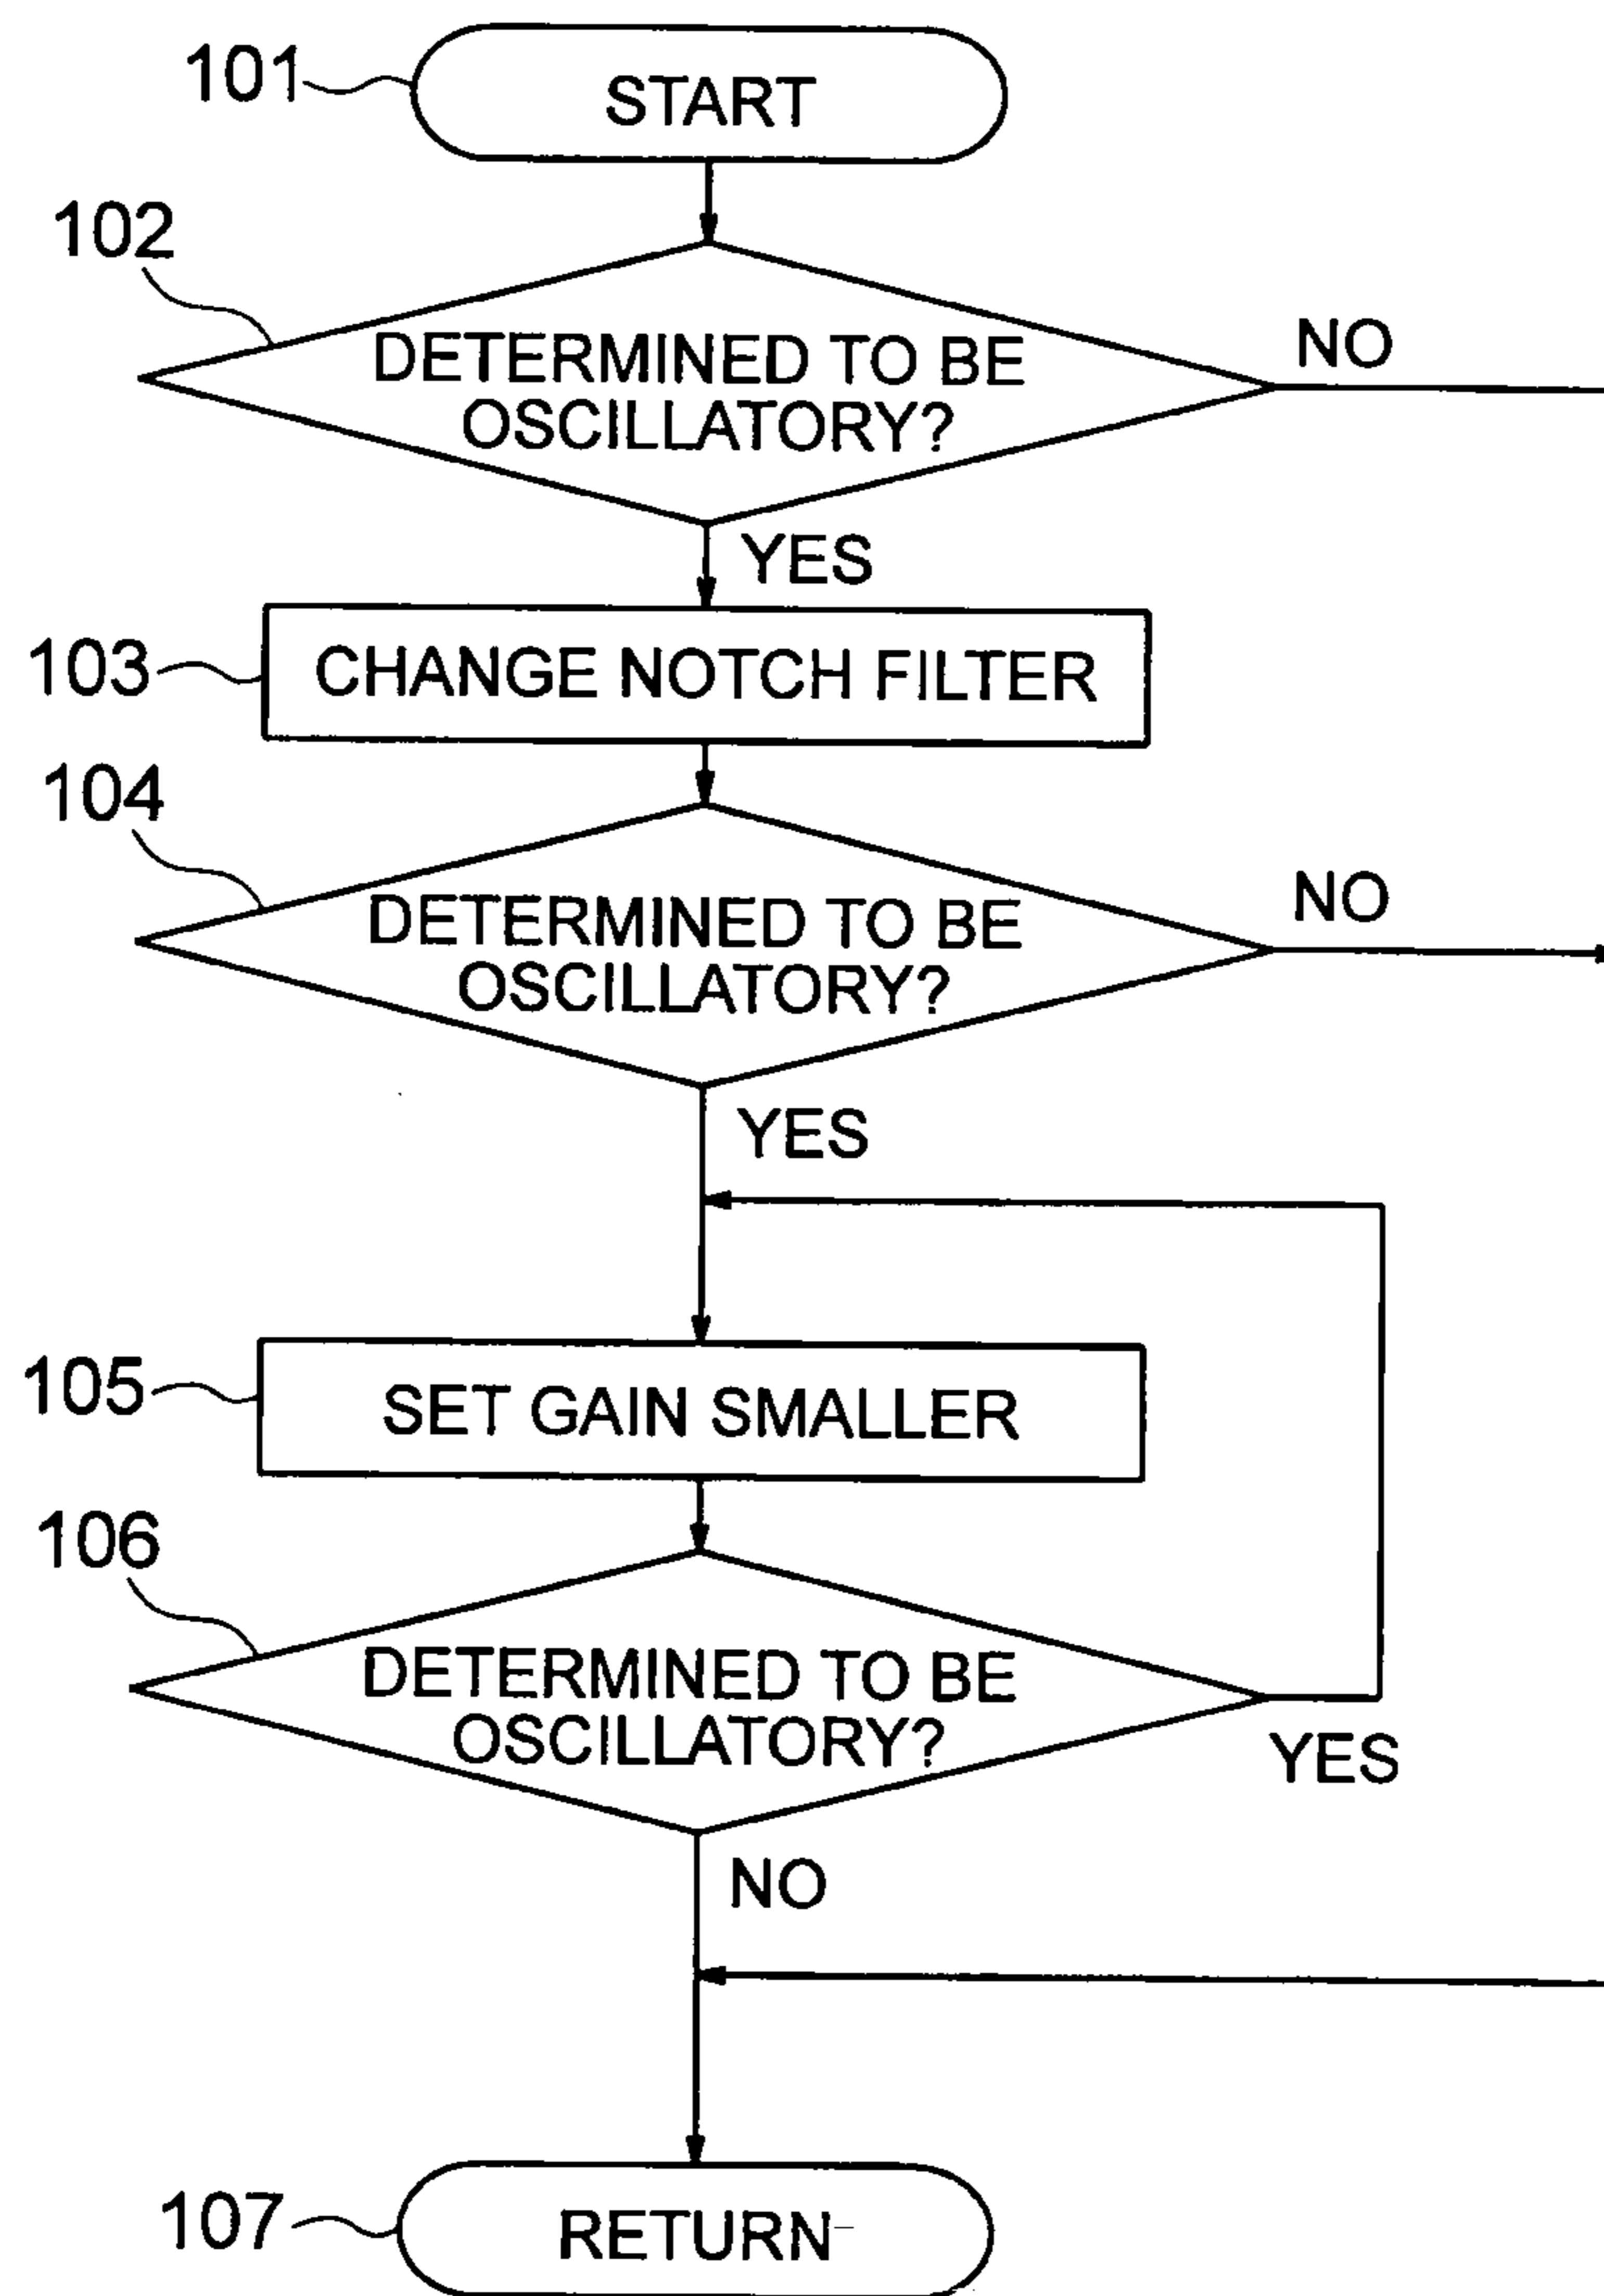 101
START
102
DETERMINED TO BE
OSCILLATORY?
NO
YES
103
CHANGE NOTCH FILTER
104
DETERMINED TO BE
OSCILLATORY?
NO
YES
105
SET GAIN SMALLER
106
DETERMINED TO BE
OSCILLATORY?
YES
NO
107
RETURN